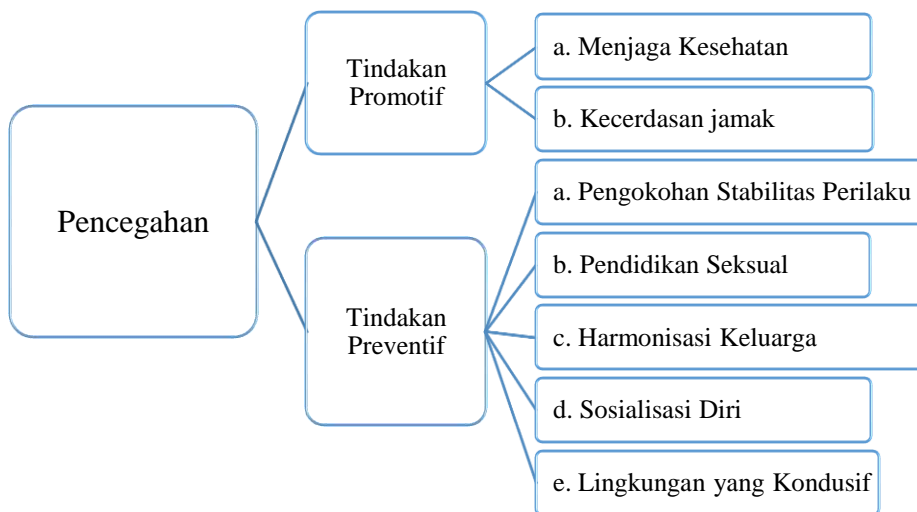 Pencegahan
Tindakan
Promotif
a. Menjaga Kesehatan
b. Kecerdasan jamak
Tindakan
Preventif
a. Pengokohan Stabilitas Perilaku
b. Pendidikan Seksual
c. Harmonisasi Keluarga
d. Sosialisasi Diri
e. Lingkungan yang Kondusif